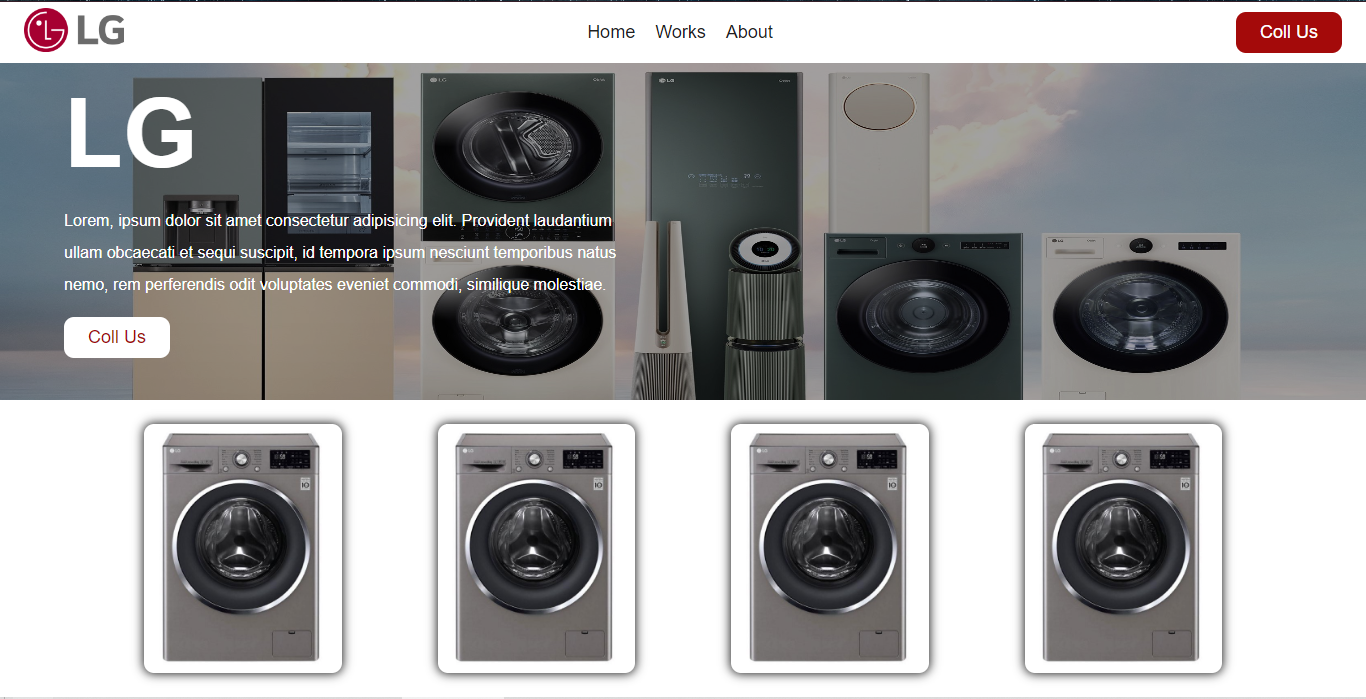 LG
Home Works About
Coll Us
LG
Lorem, ipsum dolor sit amet consectetur adipisicing elit. Provident laudantium
ullam obcaecati et sequi suscipit, id tempora ipsum nesciunt temporibus natus
nemo, rem perferendis odit voluptates eveniet commodi, similique molestiae.
Coll Us